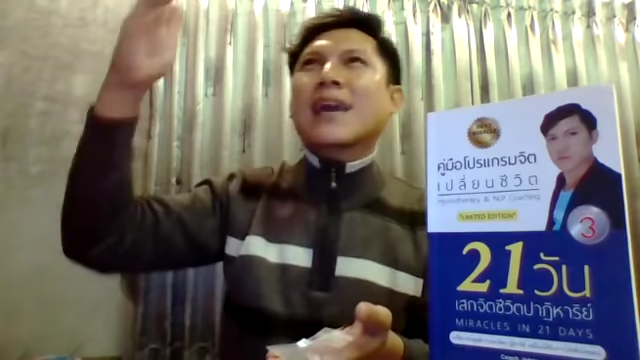 คู่มือโปรแกรมจิต
เปลี่ยนชีวิต
Hypnotherapy & NLP Coaching
"LIMITED EDITION"
3
21 วัน
เสกจิตชีวิตปาฏิหาริย์
MIRACLES IN 21 DAYS
Coach